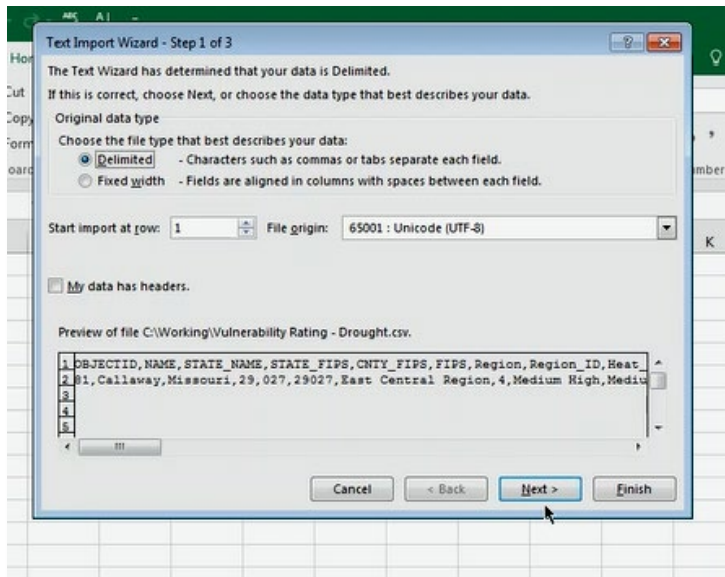 ABC
Hor
Text Import Wizard - Step 1 of 3
The Text Wizard has determined that your data is Delimited.
Cut
If this is correct, choose Next, or choose the data type that best describes your data.
Copy
Original data type
Form
Choose the file type that best describes your data:
Delimited - Characters such as commas or tabs separate each field.
oard
mber
Fixed width - Fields are aligned in columns with spaces between each field.
Start import at row: 1 File origin: 65001 : Unicode (UTF-8)
K
My data has headers.
Preview of file C:\Working\Vulnerability Rating - Drought.csv.
1 OBJECTID,NAME,STATE_NAME,STATE_FIPS,CNTY_FIPS,FIPS,Region,Region_ID,Heat_
2 81,Callaway,Missouri,29,027,29027,East Central Region,4,Medium High,Mediu
3
4
5
Cancel < Back Next > Finish